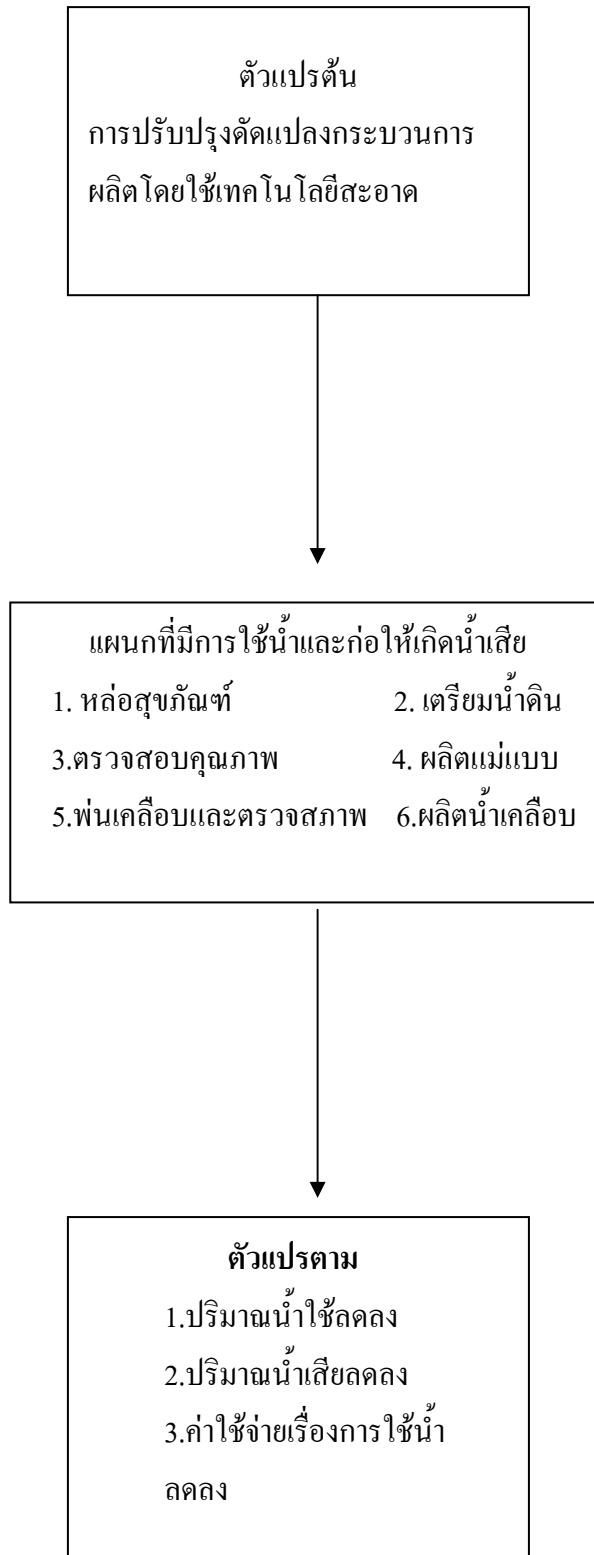 ตัวแปรต้น
การปรับปรุงดัดแปลงกระบวนการ
ผลิตโดยใช้เทคโนโลยีสะอาด
แผนกที่มีการใช้น้ำและก่อให้เกิดน้ำเสีย
1. หล่อสุขภัณฑ์ 2. เตรียมน้ำดิน
3.ตรวจสอบคุณภาพ 4. ผลิตแม่แบบ
5.พ่นเคลือบและตรวจสภาพ 6.ผลิตน้ำเคลือบ
ตัวแปรตาม
1.ปริมาณน้ำใช้ลดลง
2.ปริมาณน้ำเสียลดลง
3.ค่าใช้จ่ายเรื่องการใช้น้ำ
ลดลง